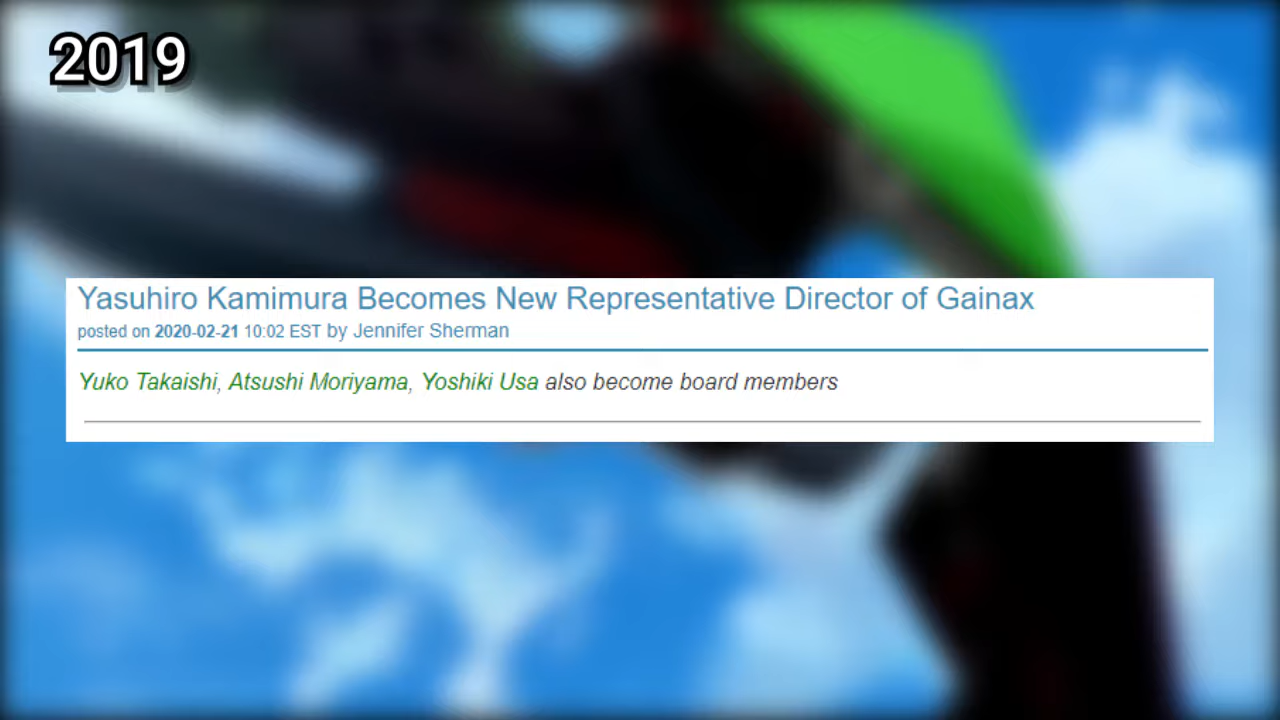 2019
Yasuhiro Kamimura Becomes New Representative Director of Gainax
posted on 2020-02-21 10:02 EST by Jennifer Sherman
Yuko Takaishi, Atsushi Moriyama, Yoshiki Usa also become board members